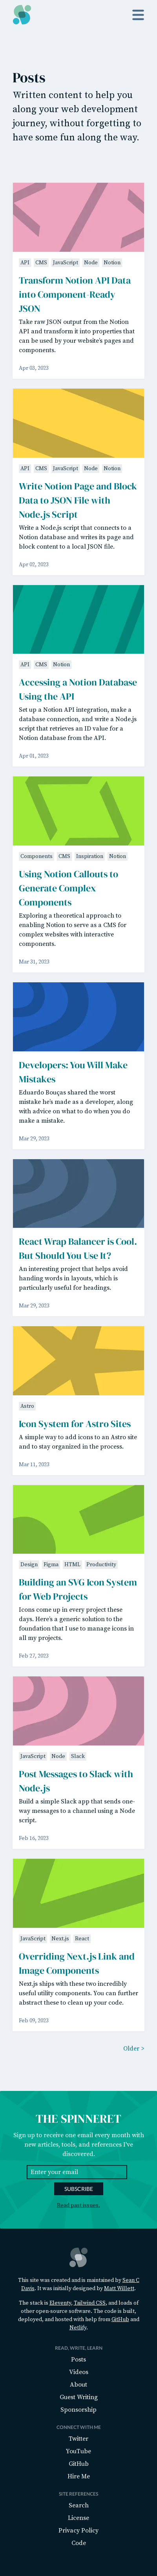 Posts
Written content to help you
along your web development
journey, without forgetting to
have some fun along the way.
API CMS JavaScript Node Notion
Transform Notion API Data
into Component-Ready
JSON
Take raw JSON output from the Notion
API and transform it into properties that
can be used by your website's pages and
components.
Apr 03, 2023
API CMS JavaScript Node Notion
Write Notion Page and Block
Data to JSON File with
Node.js Script
Write a Node.js script that connects to a
Notion database and writes its page and
block content to a local JSON file.
Apr 02, 2023
API CMS Notion
Accessing a Notion Database
Using the API
Set up a Notion API integration, make a
database connection, and write a Node.js
script that retrieves an ID value for a
Notion database from the API.
Apr 01, 2023
Components CMS Inspiration Notion
Using Notion Callouts to
Generate Complex
Components
Exploring a theoretical approach to
enabling Notion to serve as a CMS for
complex websites with interactive
components.
Mar 31, 2023
Developers: You Will Make
Mistakes
Eduardo Bouças shared the worst
mistake he's made as a developer, along
with advice on what to do when you do
make a mistake.
Mar 29, 2023
React Wrap Balancer is Cool.
But Should You Use It?
An interesting project that helps avoid
handing words in layouts, which is
particularly useful for headings.
Mar 29, 2023
Astro
Icon System for Astro Sites
A simple way to add icons to an Astro site
and to stay organized in the process.
Mar 11, 2023
Design Figma HTML Productivity
Building an SVG Icon System
for Web Projects
Icons come up in every project these
days. Here's a generic solution to the
foundation that I use to manage icons in
all my projects.
Feb 27, 2023
JavaScript Node Slack
Post Messages to Slack with
Node.js
Build a simple Slack app that sends one-
way messages to a channel using a Node
script.
Feb 16, 2023
JavaScript Next.js React
Overriding Next.js Link and
Image Components
Next.js ships with these two incredibly
useful utility components. You can further
abstract these to clean up your code.
Feb 09, 2023
Older >
THE SPINNERET
Sign up to receive one email every month with
new articles, tools, and references I've
discovered.
Enter your email
SUBSCRIBE
Read past issues.
This site was created and is maintained by Sean C
Davis. It was initially designed by Matt Willett.
The stack is Eleventy, Tailwind CSS, and loads of
other open-source software. The code is built,
deployed, and hosted with help from GitHub and
Netlify.
READ, WRITE, LEARN
Posts
Videos
About
Guest Writing
Sponsorship
CONNECT WITH ME
Twitter
YouTube
GitHub
Hire Me
SITE REFERENCES
Search
License
Privacy Policy
Code